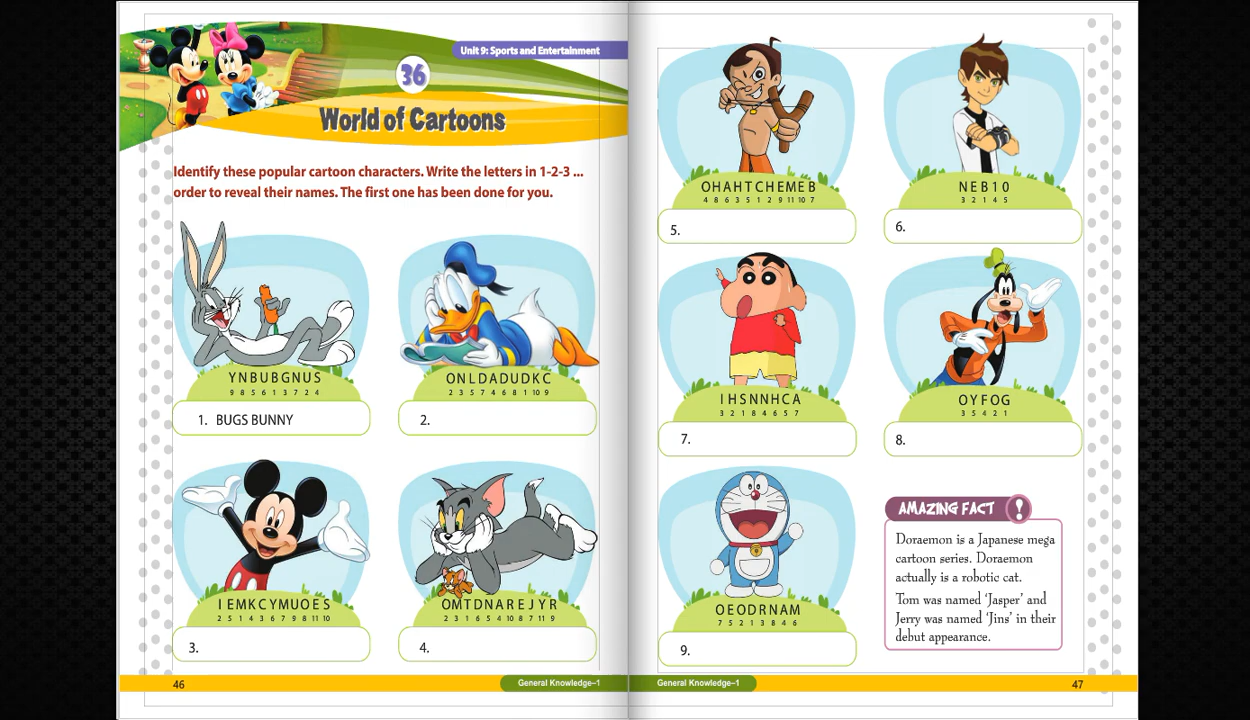 Unit 9: Sports and Entertainment
36
World of Cartoons
Identify these popular cartoon characters. Write the letters in 1-2-3 ...
order to reveal their names. The first one has been done for you.
YNBUBGNUS
9 8 5 6 1 3 7 2 4
1. BUGS BUNNY
ONLDADUDKC
2 3 5 7 4 6 8 1 10 9
2.
IEMKCYMUOES
2 5 1 4 3 6 7 9 8 11 10
3.
OMTDNAREJYR
2 3 1 6 5 4 10 8 7 11 9
4.
46
General Knowledge–1
OHAHTCHEMEB
4 8 6 3 5 1 2 9 11 10 7
5.
NEB10
3 2 1 4 5
6.
IHSNNHCA
3 2 1 8 4 6 5 7
7.
OYFOG
3 5 4 2 1
8.
OEODRNAM
7 5 2 1 3 8 4 6
9.
AMAZING FACT !
Doraemon is a Japanese mega
cartoon series. Doraemon
actually is a robotic cat.
Tom was named ‘Jasper’ and
Jerry was named ‘Jins’ in their
debut appearance.
General Knowledge–1
47